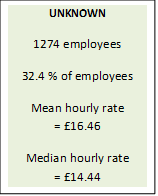 UNKNOWN
1274 employees
32.4 % of employees
Mean hourly rate
= £16.46
Median hourly rate
= £14.44